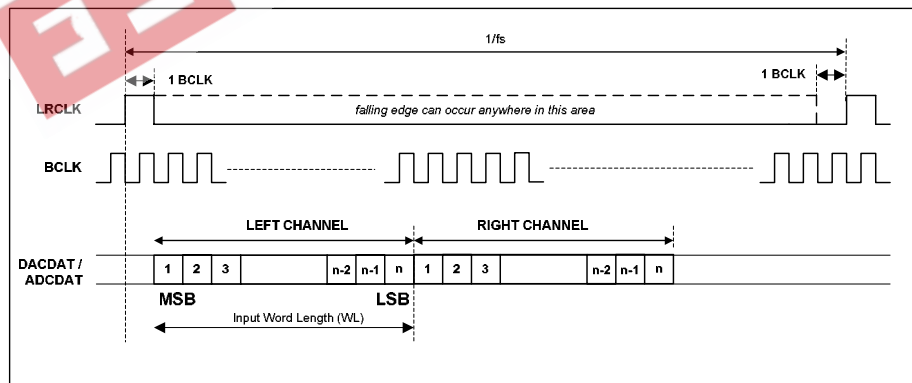 1/fs
1 BCLK
1 BCLK
LRCLK
falling edge can occur anywhere in this area
BCLK
LEFT CHANNEL
RIGHT CHANNEL
DACDAT /
ADCDAT
1 2 3 n-2 n-1 n 1 2 3 n-2 n-1 n
MSB
LSB
Input Word Length (WL)